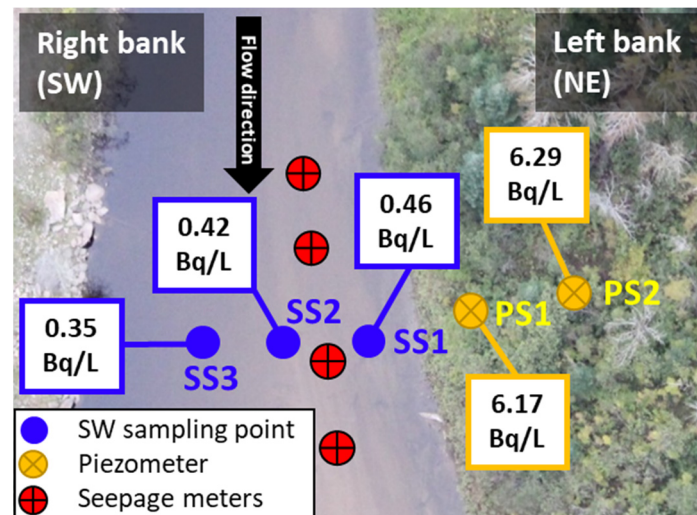 Right bank
(SW)
Flow direction
Left bank
(NE)
6.29
Bq/L
0.46
Bq/L
0.42
Bq/L
PS2
PS1
SS2
SS1
0.35
Bq/L
SS3
6.17
Bq/L
SW sampling point
Piezometer
Seepage meters